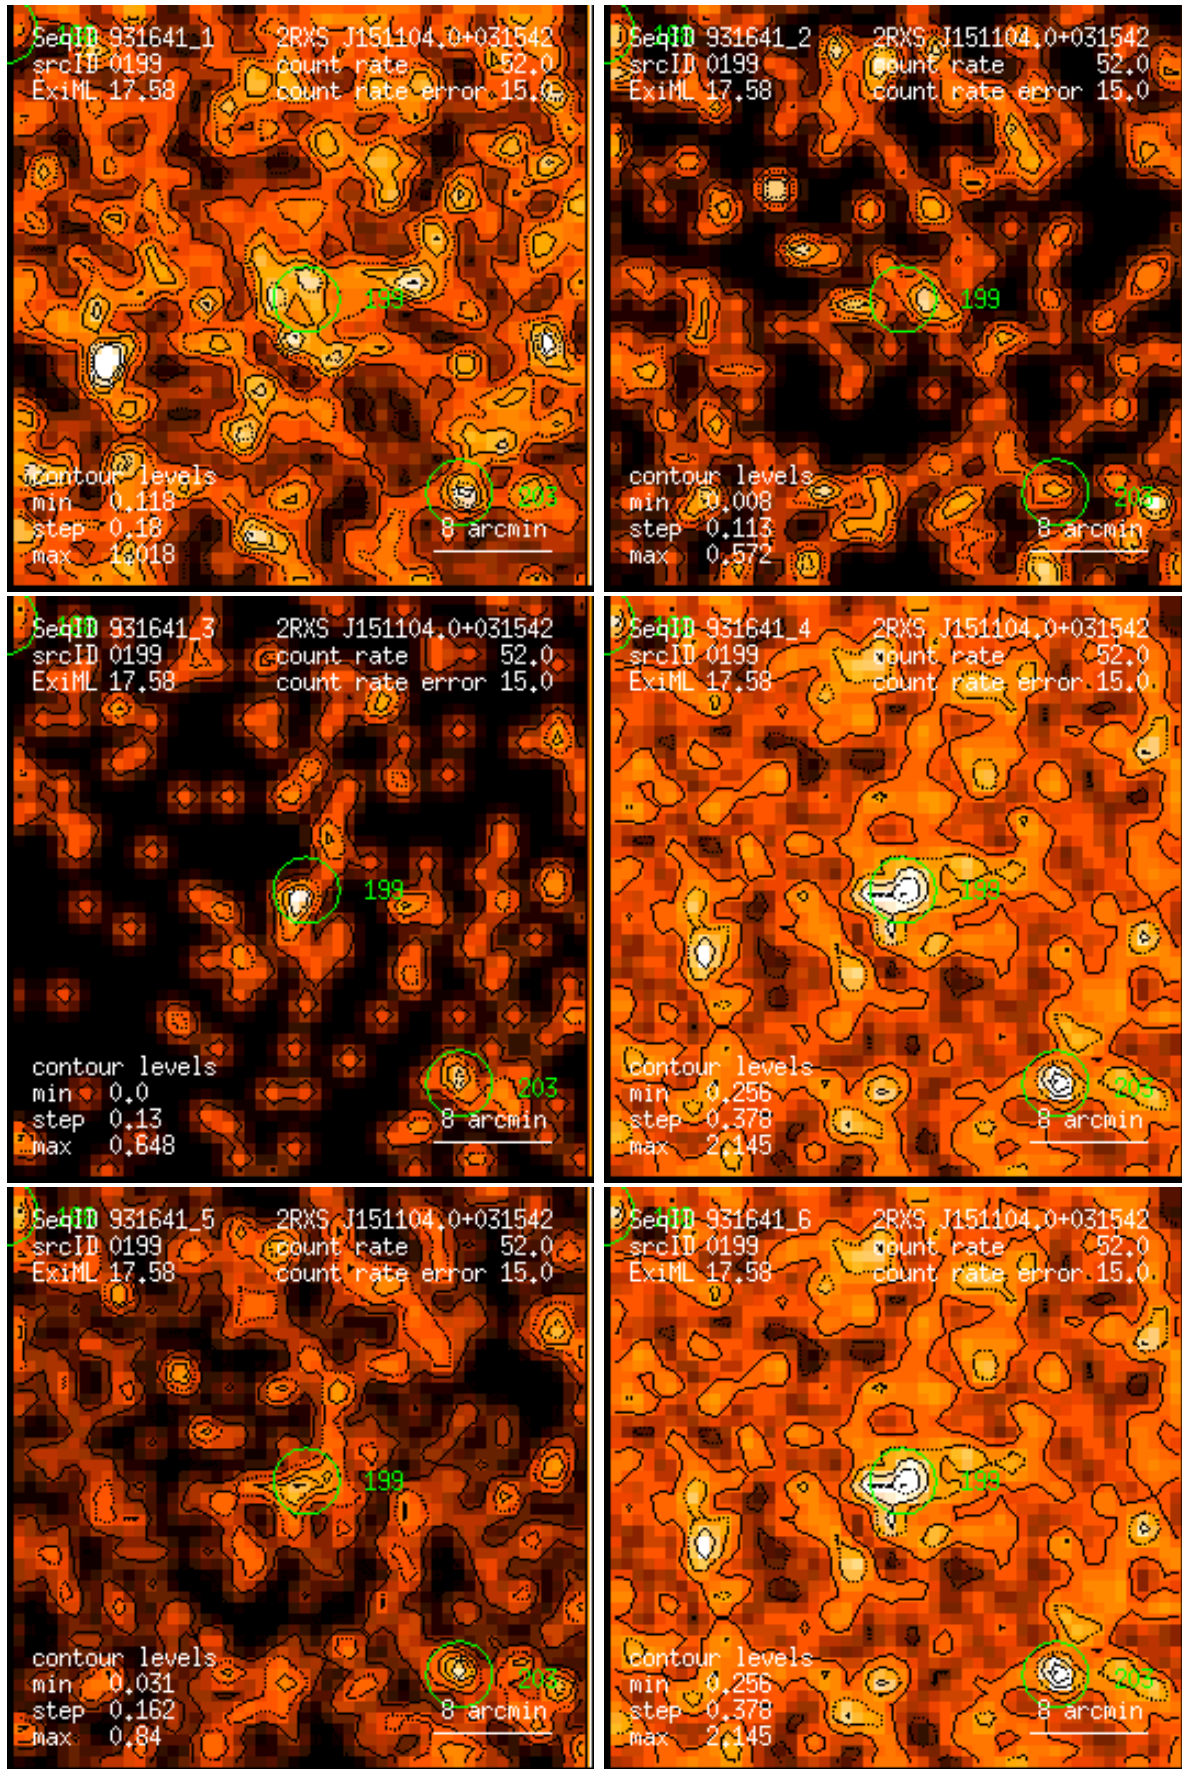 SeqID 931641_1 2RXS J151104.0+031542
srcID 0199 count rate 52.0
ExiML 17.58 count rate error 15.0
199
contour levels
min 0.118
203
step 0.18 8 arcmin
max 1.018
SeqID 931641_2 2RXS J151104.0+031542
srcID 0199 count rate 52.0
ExiML 17.58 count rate error 15.0
199
contour levels
min 0.008
203
step 0.113 8 arcmin
max 0.572
SeqID 931641_3 2RXS J151104.0+031542
srcID 0199 count rate 52.0
ExiML 17.58 count rate error 15.0
199
contour levels
min 0.0
203
step 0.13 8 arcmin
max 0.648
SeqID 931641_4 2RXS J151104.0+031542
srcID 0199 count rate 52.0
ExiML 17.58 count rate error 15.0
199
contour levels
min 0.256
203
step 0.378 8 arcmin
max 2.145
SeqID 931641_5 2RXS J151104.0+031542
srcID 0199 count rate 52.0
ExiML 17.58 count rate error 15.0
199
contour levels
min 0.031
203
step 0.162 8 arcmin
max 0.84
SeqID 931641_6 2RXS J151104.0+031542
srcID 0199 count rate 52.0
ExiML 17.58 count rate error 15.0
199
contour levels
min 0.256
203
step 0.378 8 arcmin
max 2.145